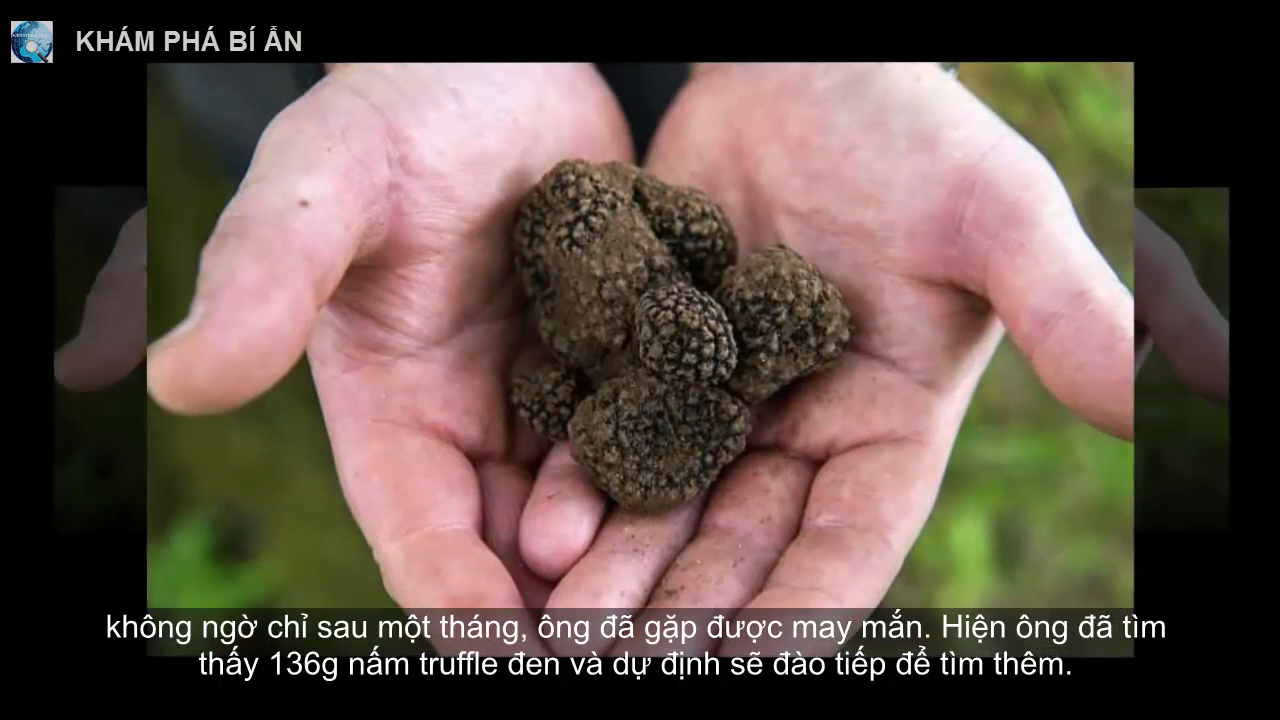 KHÁM PHÁ BÍ ẨN
không ngờ chỉ sau một tháng, ông đã gặp được may mắn. Hiện ông đã tìm
thấy 136g nấm truffle đen và dự định sẽ đào tiếp để tìm thêm.